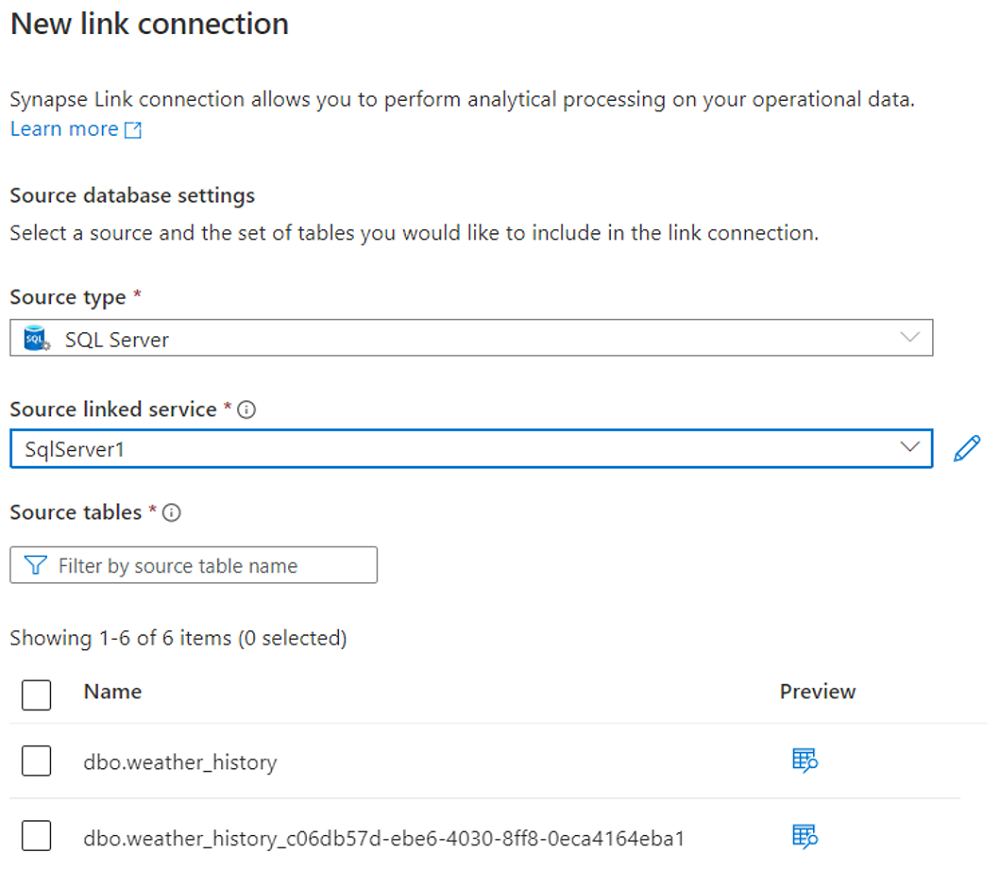 New link connection
Synapse Link connection allows you to perform analytical processing on your operational data.
Learn more
Source database settings
Select a source and the set of tables you would like to include in the link connection.
Source type *
SQL
SQL Server
Source linked service *
SqlServer1
Source tables *
Filter by source table name
Showing 1-6 of 6 items (0 selected)
Name Preview
dbo.weather_history
dbo.weather_history_c06db57d-ebe6-4030-8ff8-0eca4164eba1